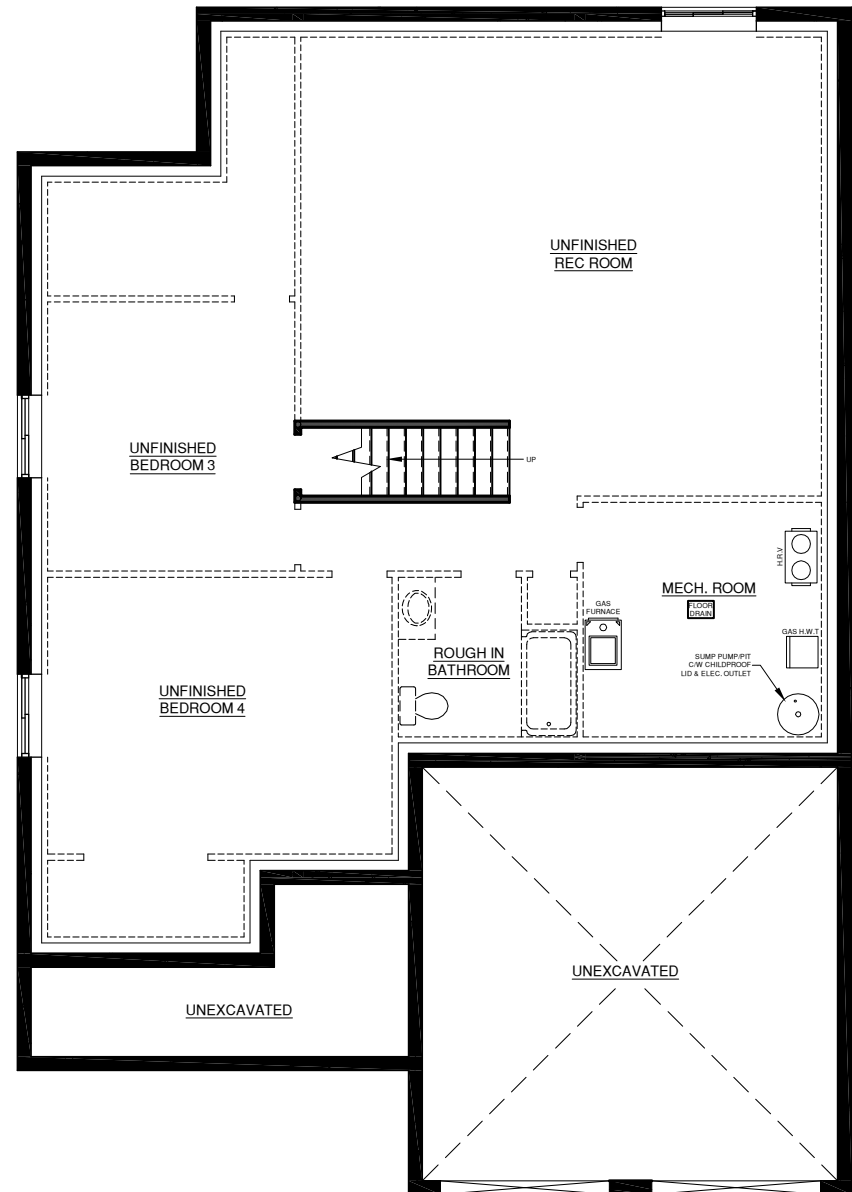 UNFINISHED
REC ROOM
UNFINISHED
BEDROOM 3
UP
H.R.V
MECH. ROOM
FLOOR
DRAIN
GAS
FURNACE
GAS H.W.T
ROUGH IN
BATHROOM
SUMP PUMP/PIT
C/W CHILDPROOF
LID & ELEC. OUTLET
UNFINISHED
BEDROOM 4
UNEXCAVATED
UNEXCAVATED